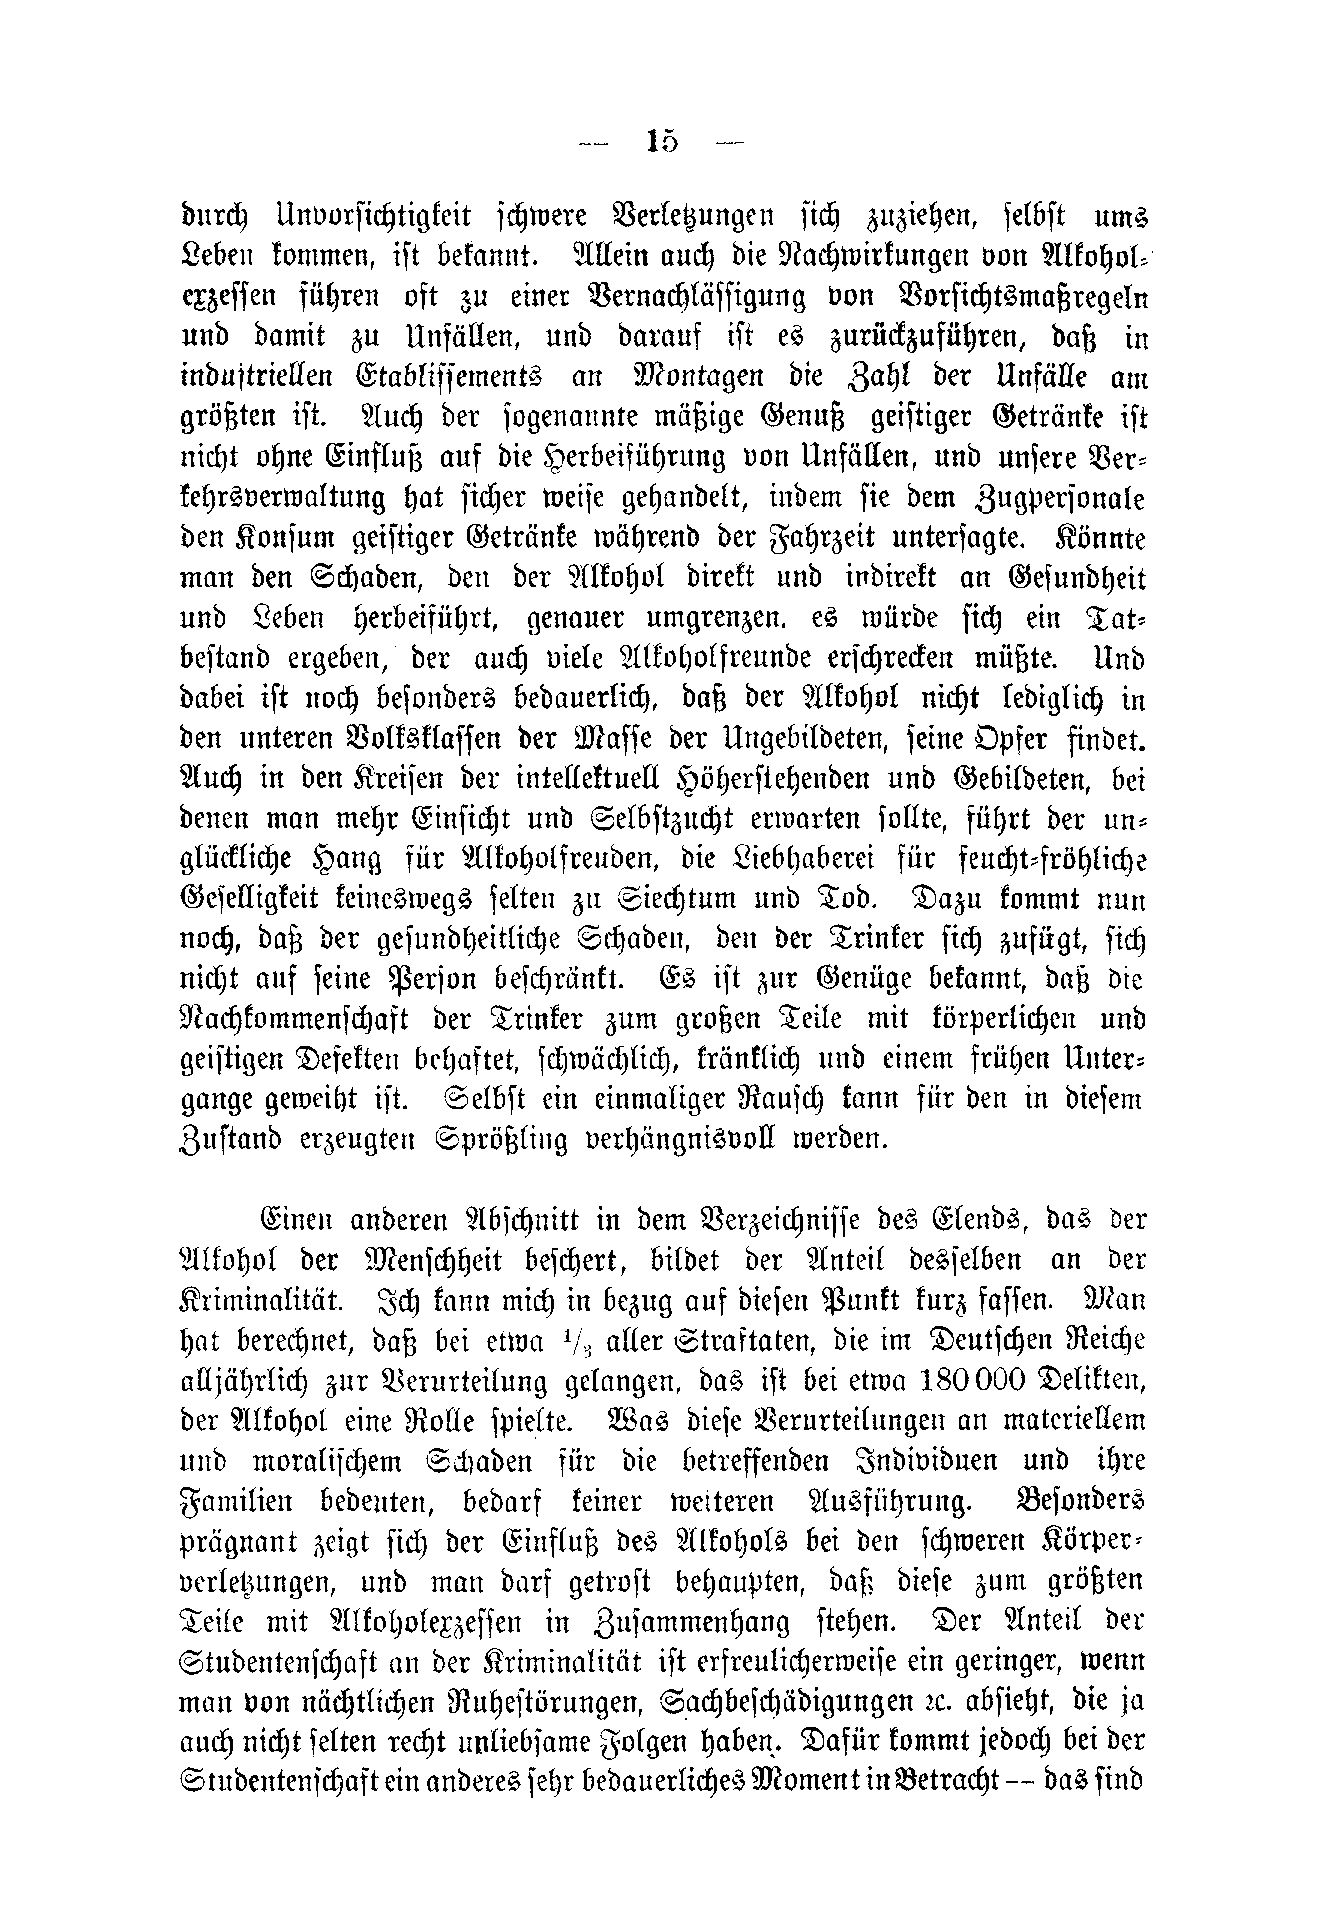 — 15 —
durch Unvorsichtigkeit schwere Verletzungen sich zuziehen, selbst ums
Leben kommen, ist bekannt. Allein auch die Nachwirkungen von Alkohol-
exzessen führen oft zu einer Vernachlässigung von Vorsichtsmaßregeln
und damit zu Unfällen, und darauf ist es zurückzuführen, daß in
industriellen Etablissements an Montagen die Zahl der Unfälle am
größten ist. Auch der sogenannte mäßige Genuß geistiger Getränke ist
nicht ohne Einfluß auf die Herbeiführung von Unfällen, und unsere Ver-
kehrsverwaltung hat sicher weise gehandelt, indem sie dem Zugpersonale
den Konsum geistiger Getränke während der Fahrzeit untersagte. Könnte
man den Schaden, den der Alkohol direkt und indirekt an Gesundheit
und Leben herbeiführt, genauer umgrenzen, es würde sich ein Tat-
bestand ergeben, der auch viele Alkoholfreunde erschrecken müßte. Und
dabei ist noch besonders bedauerlich, daß der Alkohol nicht lediglich in
den unteren Volksklassen der Masse der Ungebildeten, seine Opfer findet.
Auch in den Kreisen der intellektuell Höherstehenden und Gebildeten, bei
denen man mehr Einsicht und Selbstzucht erwarten sollte, führt der un-
glückliche Hang für Alkoholfreuden, die Liebhaberei für feucht-fröhliche
Geselligkeit keineswegs selten zu Siechtum und Tod. Dazu kommt nun
noch, daß der gesundheitliche Schaden, den der Trinker sich zufügt, sich
nicht auf seine Person beschränkt. Es ist zur Genüge bekannt, daß die
Nachkommenschaft der Trinker zum großen Teile mit körperlichen und
geistigen Defekten behaftet, schwächlich, kränklich und einem frühen Unter-
gange geweiht ist. Selbst ein einmaliger Rausch kann für den in diesem
Zustand erzeugten Sprößling verhängnisvoll werden.
Einen anderen Abschnitt in dem Verzeichnisse des Elends, das der
Alkohol der Menschheit beschert, bildet der Anteil desselben an der
Kriminalität. Ich kann mich in bezug auf diesen Punkt kurz fassen. Man
hat berechnet, daß bei etwa 1/3 aller Straftaten, die im Deutschen Reiche
alljährlich zur Verurteilung gelangen, das ist bei etwa 180 000 Delikten,
der Alkohol eine Rolle spielte. Was diese Verurteilungen an materiellem
und moralischem Schaden für die betreffenden Individuen und ihre
Familien bedeuten, bedarf keiner weiteren Ausführung. Besonders
prägnant zeigt sich der Einfluß des Alkohols bei den schweren Körper-
verletzungen, und man darf getrost behaupten, daß diese zum größten
Teile mit Alkoholexzessen in Zusammenhang stehen. Der Anteil der
Studentenschaft an der Kriminalität ist erfreulicherweise ein geringer, wenn
man von nächtlichen Ruhestörungen, Sachbeschädigungen ꝛc. absieht, die ja
auch nicht selten recht unliebsame Folgen haben. Dafür kommt jedoch bei der
Studentenschaft ein anderes sehr bedauerliches Moment in Betracht — das sind